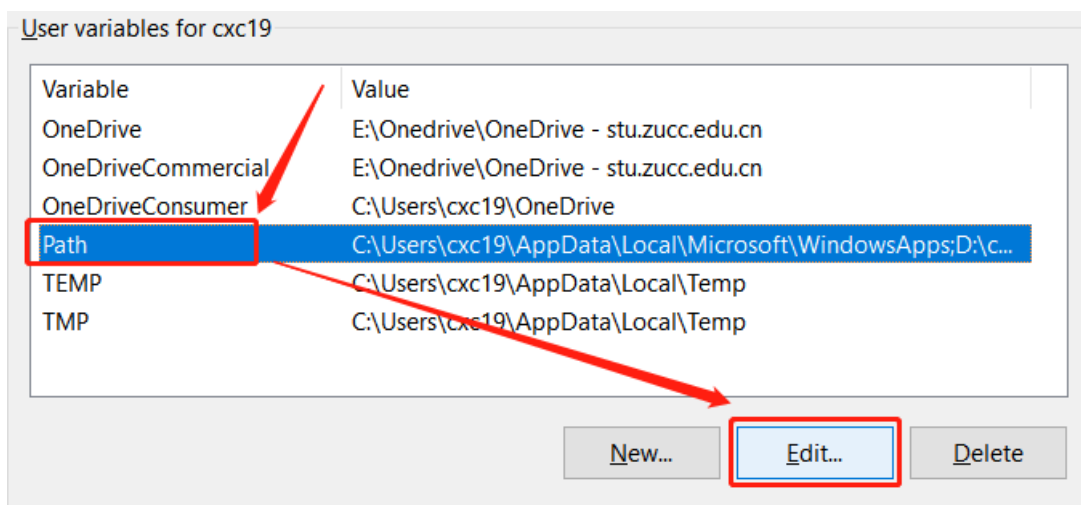 User variables for cxc19
Variable Value
OneDrive E:\Onedrive\OneDrive - stu.zucc.edu.cn
OneDriveCommercial E:\Onedrive\OneDrive - stu.zucc.edu.cn
OneDriveConsumer C:\Users\cxc19\OneDrive
Path C:\Users\cxc19\AppData\Local\Microsoft\WindowsApps;D:\c...
TEMP C:\Users\cxc19\AppData\Local\Temp
TMP C:\Users\cxc19\AppData\Local\Temp
New... Edit... Delete